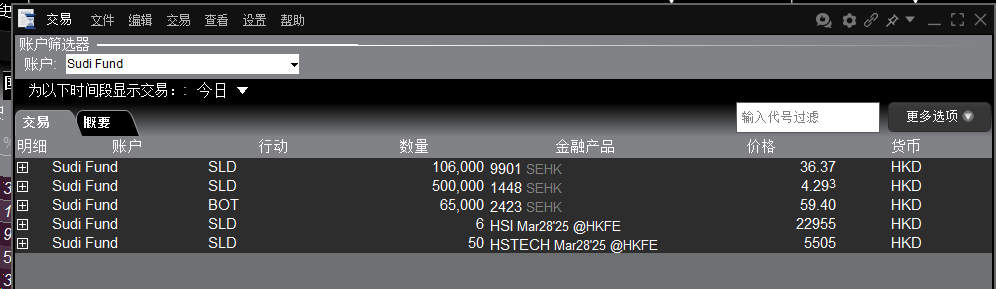 交易 文件 编辑 交易 查看 设置 帮助
账户筛选器
账户: Sudi Fund
为以下时间段显示交易:: 今日
交易 概要 输入代号过滤 更多选项
明细 账户 行动 数量 金融产品 价格 货币
Sudi Fund SLD 106,000 9901 SEHK 36.37 HKD
Sudi Fund SLD 500,000 1448 SEHK 4.29³ HKD
Sudi Fund BOT 65,000 2423 SEHK 59.40 HKD
Sudi Fund SLD 6 HSI Mar28'25 @HKFE 22955 HKD
Sudi Fund SLD 50 HSTECH Mar28'25 @HKFE 5505 HKD